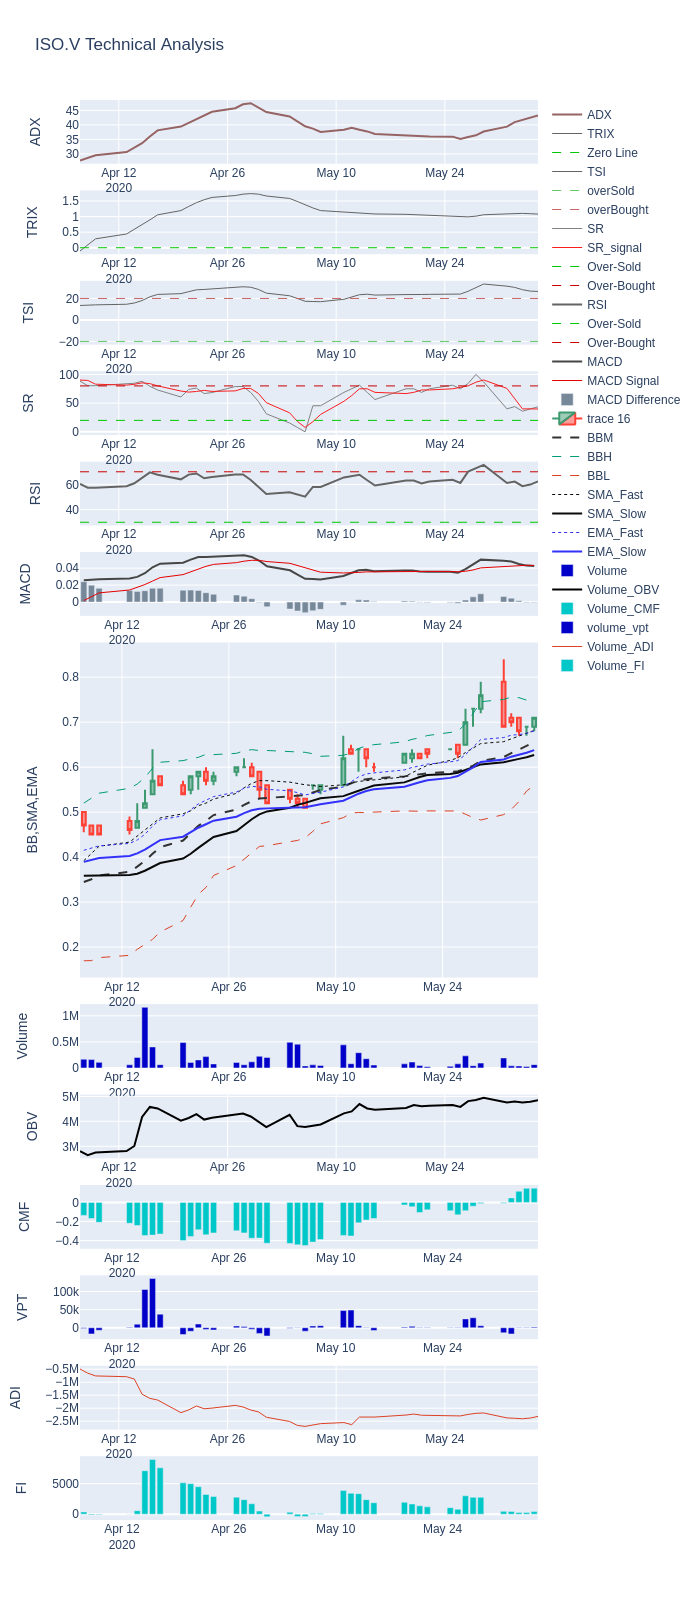 ISO.V Technical Analysis
ADX
45
40
35
30
Apr 12
2020
Apr 26
May 10
May 24
TRIX
1.5
1
0.5
0
Apr 12
2020
Apr 26
May 10
May 24
TSI
20
0
−20
Apr 12
2020
Apr 26
May 10
May 24
SR
100
50
0
Apr 12
2020
Apr 26
May 10
May 24
RSI
60
40
Apr 12
2020
Apr 26
May 10
May 24
MACD
0.04
0.02
0
Apr 12
2020
Apr 26
May 10
May 24
BB,SMA,EMA
0.8
0.7
0.6
0.5
0.4
0.3
0.2
Apr 12
2020
Apr 26
May 10
May 24
Volume
1M
0.5M
0
Apr 12
2020
Apr 26
May 10
May 24
OBV
5M
4M
3M
Apr 12
2020
Apr 26
May 10
May 24
CMF
0
−0.2
−0.4
Apr 12
2020
Apr 26
May 10
May 24
VPT
100k
50k
0
Apr 12
2020
Apr 26
May 10
May 24
ADI
−0.5M
−1M
−1.5M
−2M
−2.5M
Apr 12
2020
Apr 26
May 10
May 24
FI
5000
0
Apr 12
2020
Apr 26
May 10
May 24
ADX
TRIX
Zero Line
TSI
overSold
overBought
SR
SR_signal
Over-Sold
Over-Bought
RSI
Over-Sold
Over-Bought
MACD
MACD Signal
MACD Difference
trace 16
BBM
BBH
BBL
SMA_Fast
SMA_Slow
EMA_Fast
EMA_Slow
Volume
Volume_OBV
Volume_CMF
volume_vpt
Volume_ADI
Volume_FI